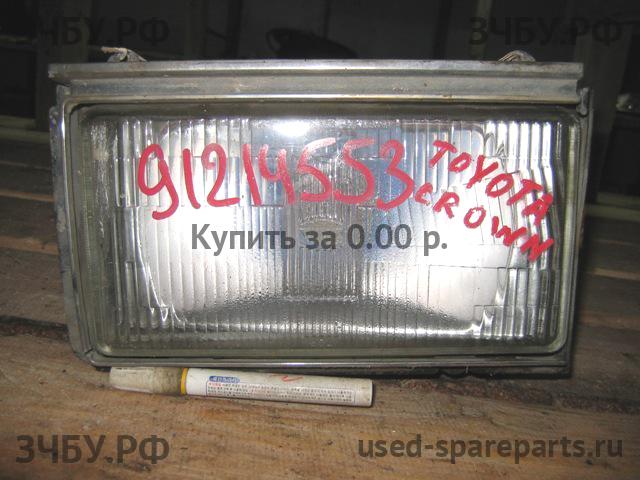 ЗЧБУ.РФ
ЗЧБУ.РФ
91214553
TOYOTA
CROWN
Купить за 0.00 р.
ЗЧБУ.РФ
used-spareparts.ru